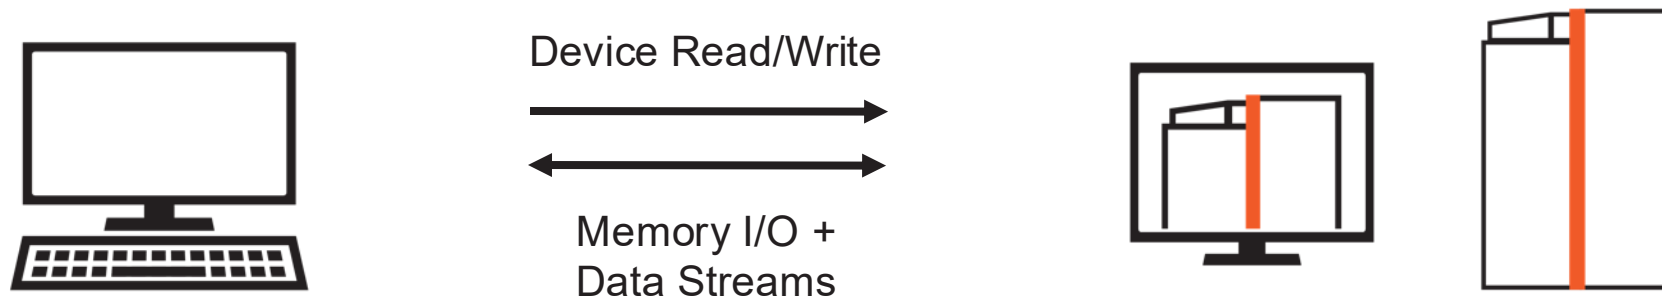 Device Read/Write
Memory I/O +
Data Streams